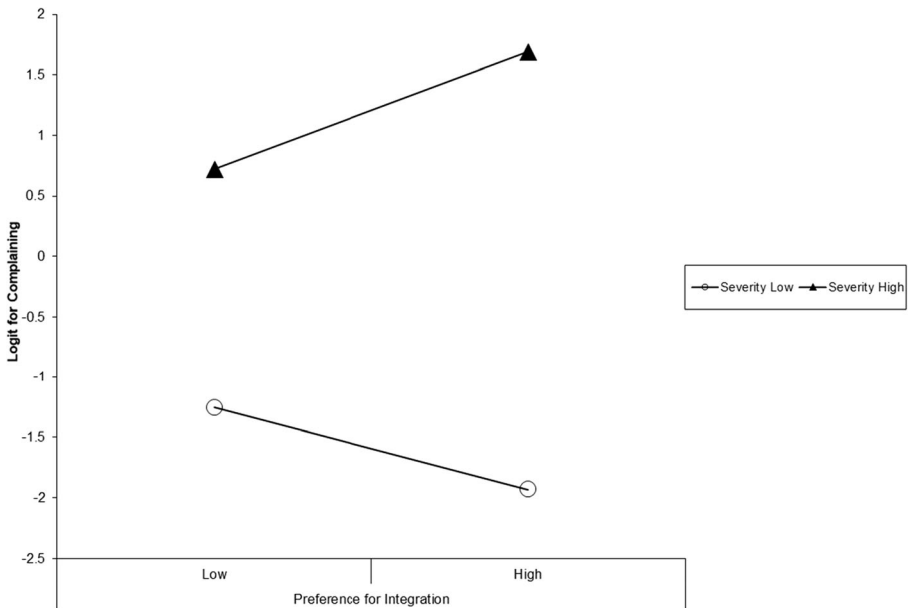 2
1.5
1
0.5
0
-0.5
-1
-1.5
-2
-2.5
Logit for Complaining
Low
High
Preference for Integration
Severity Low
Severity High